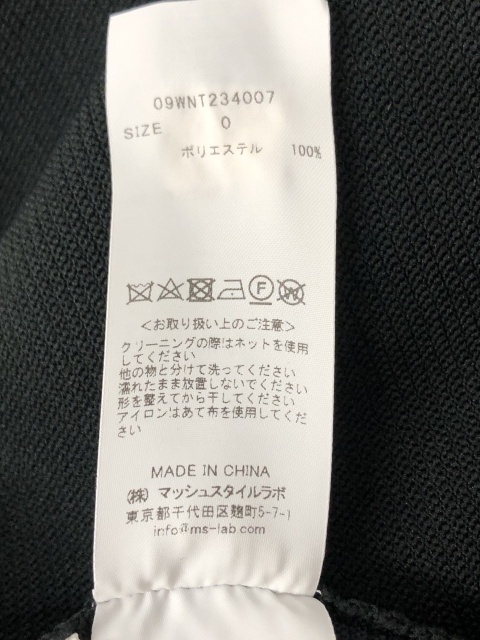 09WNT234007
SIZE 0
ポリエステル 100%
F W
<お取り扱い上のご注意>
クリーニングの際はネットを使用
してください
他の物と分けて洗ってください
濡れたまま放置しないでください
形を整えてから干してください
アイロンはあて布を使用してくだ
さい
MADE IN CHINA
(株) マッシュスタイルラボ
東京都千代田区麹町5-7-1
info@ms-lab.com